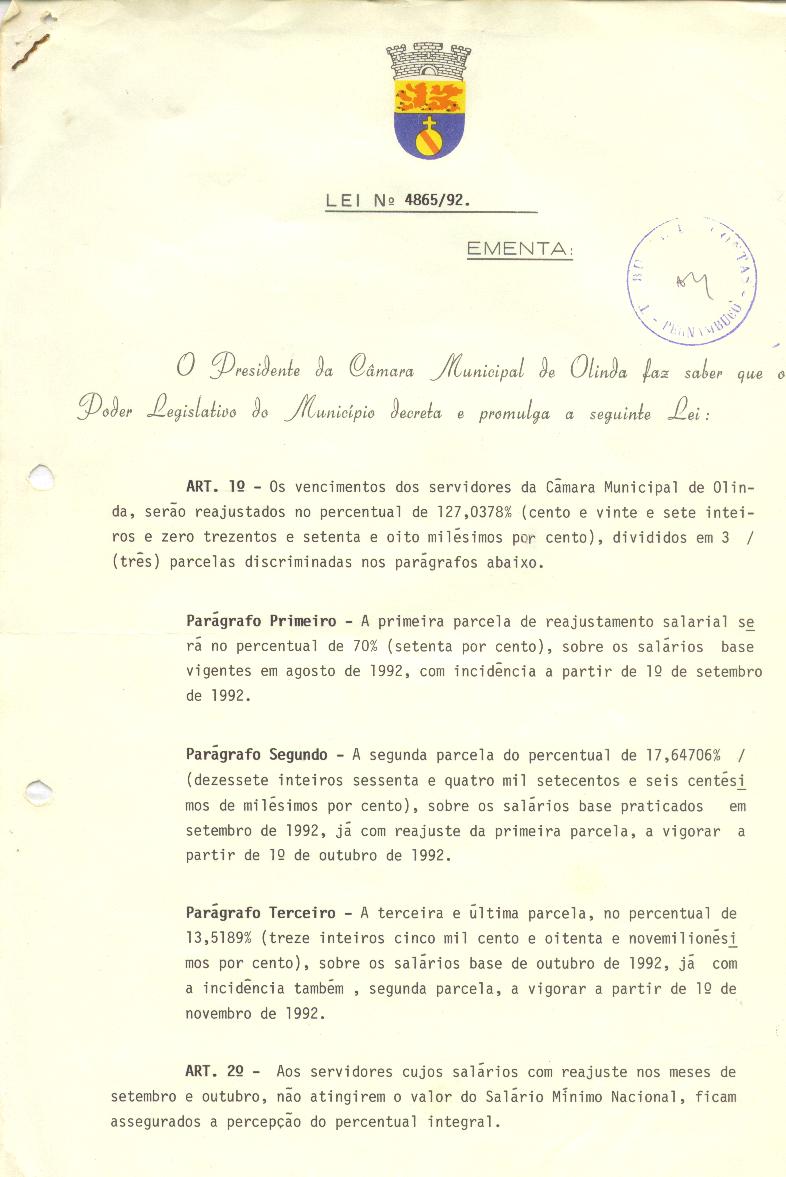 LEI Nº 4865/92.
EMENTA:
CONTAS - PERNAMBUCO
O Presidente da Câmara Municipal de Olinda faz saber que o
Poder Legislativo do Município decreta e promulga a seguinte Lei:
ART. 1º - Os vencimentos dos servidores da Câmara Municipal de Olin-
da, serão reajustados no percentual de 127,0378% (cento e vinte e sete intei-
ros e zero trezentos e setenta e oito milésimos por cento), divididos em 3 /
(três) parcelas discriminadas nos parágrafos abaixo.
Parágrafo Primeiro - A primeira parcela de reajustamento salarial se
rá no percentual de 70% (setenta por cento), sobre os salários base
vigentes em agosto de 1992, com incidência a partir de 1º de setembro
de 1992.
Parágrafo Segundo - A segunda parcela do percentual de 17,64706% /
(dezessete inteiros sessenta e quatro mil setecentos e seis centési
mos de milésimos por cento), sobre os salários base praticados em
setembro de 1992, já com reajuste da primeira parcela, a vigorar a
partir de 1º de outubro de 1992.
Parágrafo Terceiro - A terceira e última parcela, no percentual de
13,5189% (treze inteiros cinco mil cento e oitenta e novemilionési
mos por cento), sobre os salários base de outubro de 1992, já com
a incidência também , segunda parcela, a vigorar a partir de 1º de
novembro de 1992.
ART. 2º - Aos servidores cujos salários com reajuste nos meses de
setembro e outubro, não atingirem o valor do Salário Mínimo Nacional, ficam
assegurados a percepção do percentual integral.